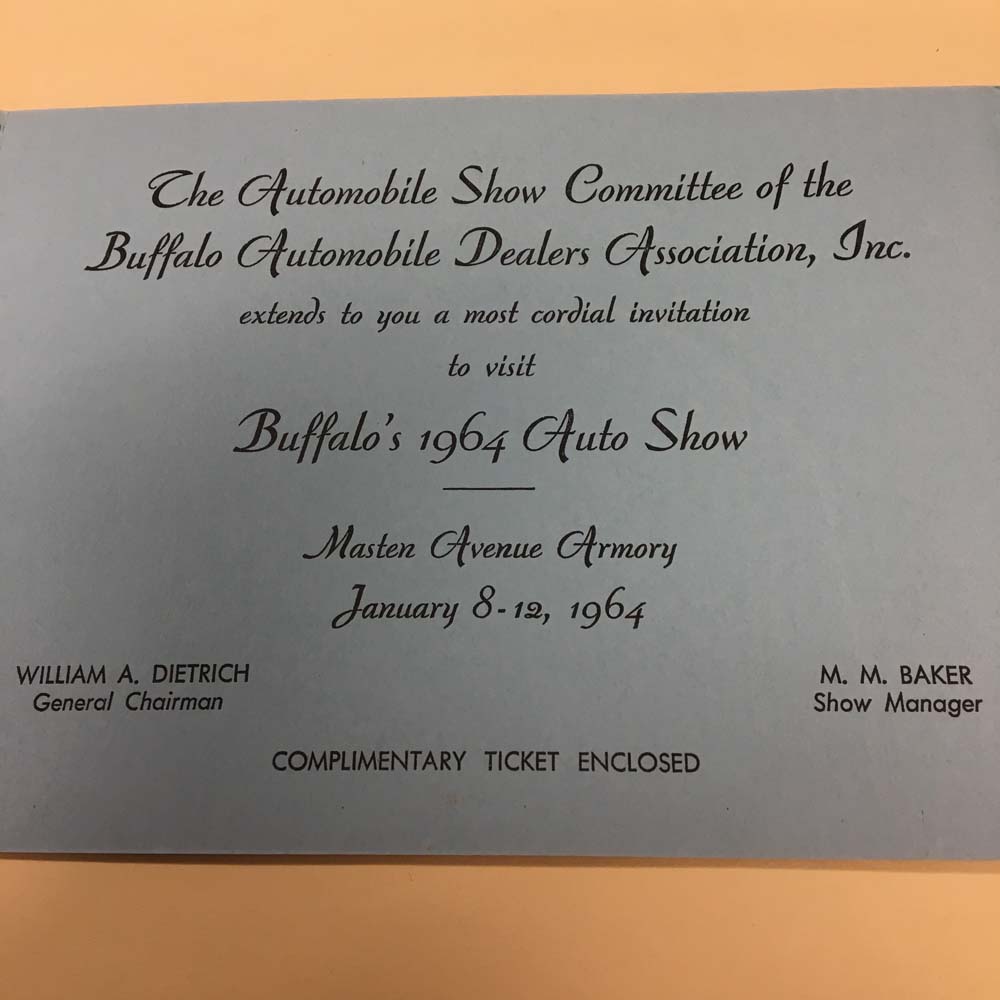 The Automobile Show Committee of the
Buffalo Automobile Dealers Association, Inc.
extends to you a most cordial invitation
to visit
Buffalo's 1964 Auto Show
Masten Avenue Armory
January 8-12, 1964
WILLIAM A. DIETRICH
General Chairman
M. M. BAKER
Show Manager
COMPLIMENTARY TICKET ENCLOSED